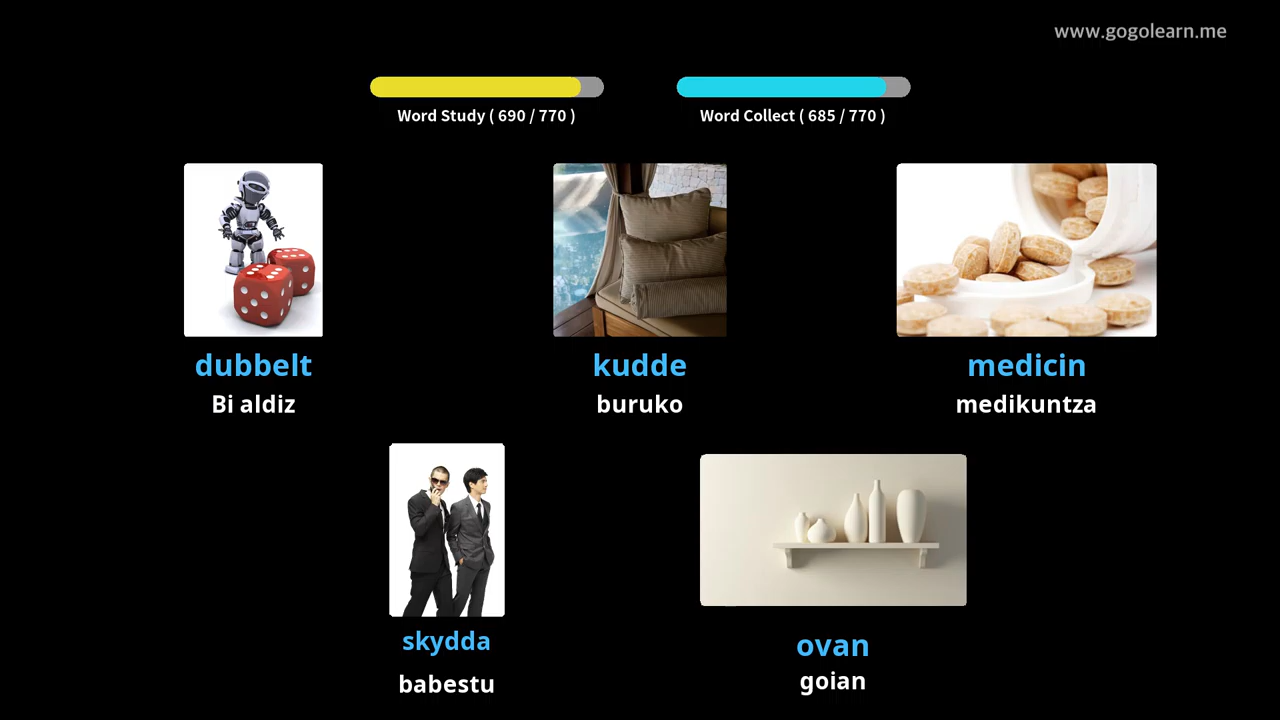 www.gogolearn.me
Word Study ( 690 / 770 )
Word Collect ( 685 / 770 )
dubbelt
Bi aldiz
kudde
buruko
medicin
medikuntza
skydda
babestu
ovan
goian